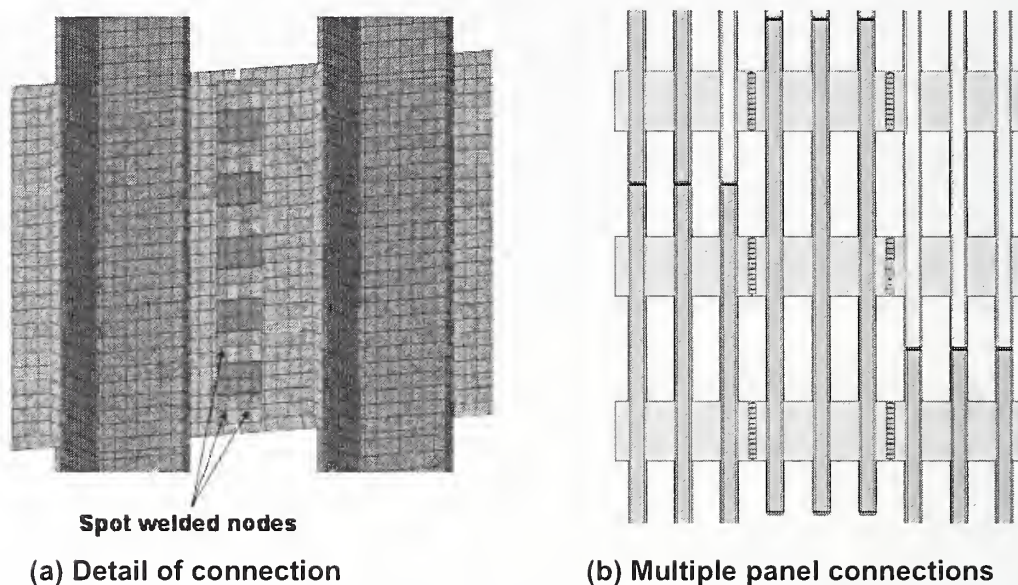 Spot welded nodes
(a) Detail of connection
(b) Multiple panel connections